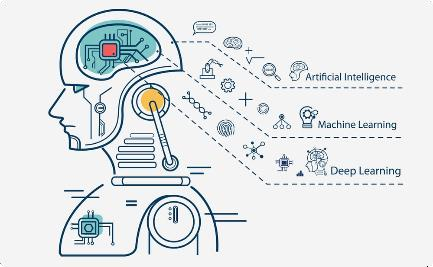 Artificial Intelligence
Machine Learning
Deep Learning